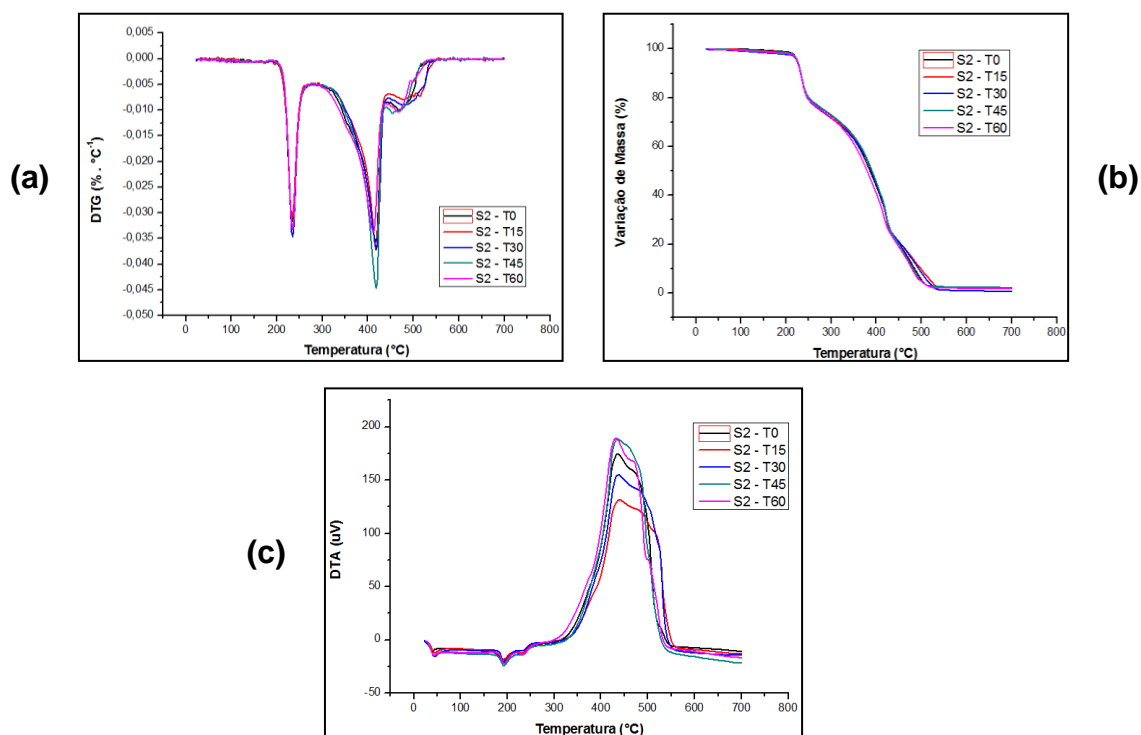 (a)
0,005
0,000
-0,005
-0,010
-0,015
-0,020
-0,025
-0,030
-0,035
-0,040
-0,045
-0,050
DTG (% . °C⁻¹)
S2 - T0
S2 - T15
S2 - T30
S2 - T45
S2 - T60
0 100 200 300 400 500 600 700 800
Temperatura (°C)
(b)
100
80
60
40
20
0
Variação de Massa (%)
S2 - T0
S2 - T15
S2 - T30
S2 - T45
S2 - T60
0 100 200 300 400 500 600 700 800
Temperatura (°C)
(c)
200
150
100
50
0
-50
DTA (uV)
S2 - T0
S2 - T15
S2 - T30
S2 - T45
S2 - T60
0 100 200 300 400 500 600 700 800
Temperatura (°C)